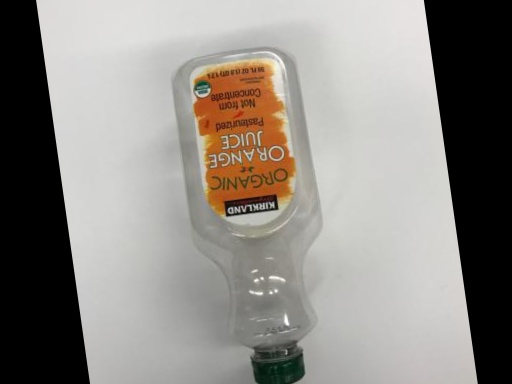 KIRKLAND
ORGANIC
ORANGE
JUICE
Pasteurized
Not from
Concentrate